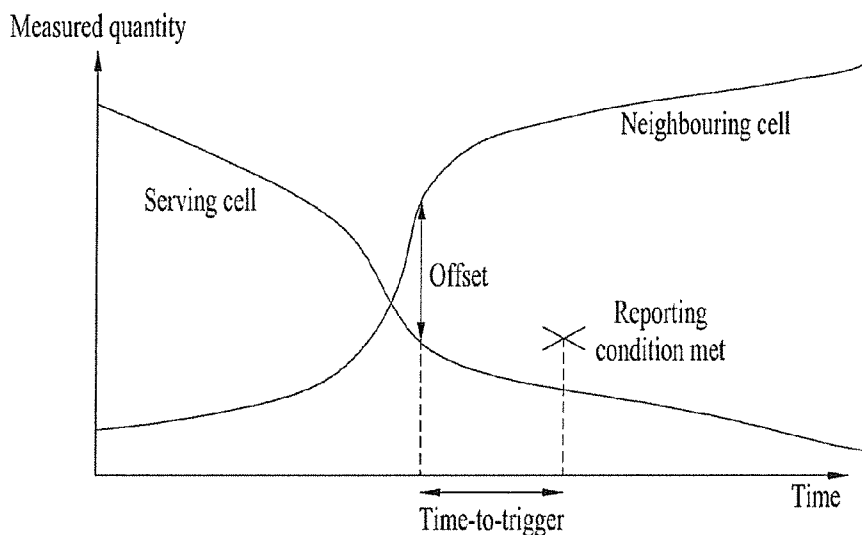 Measured quantity
Neighbouring cell
Serving cell
Offset
Reporting
condition met
Time
Time-to-trigger